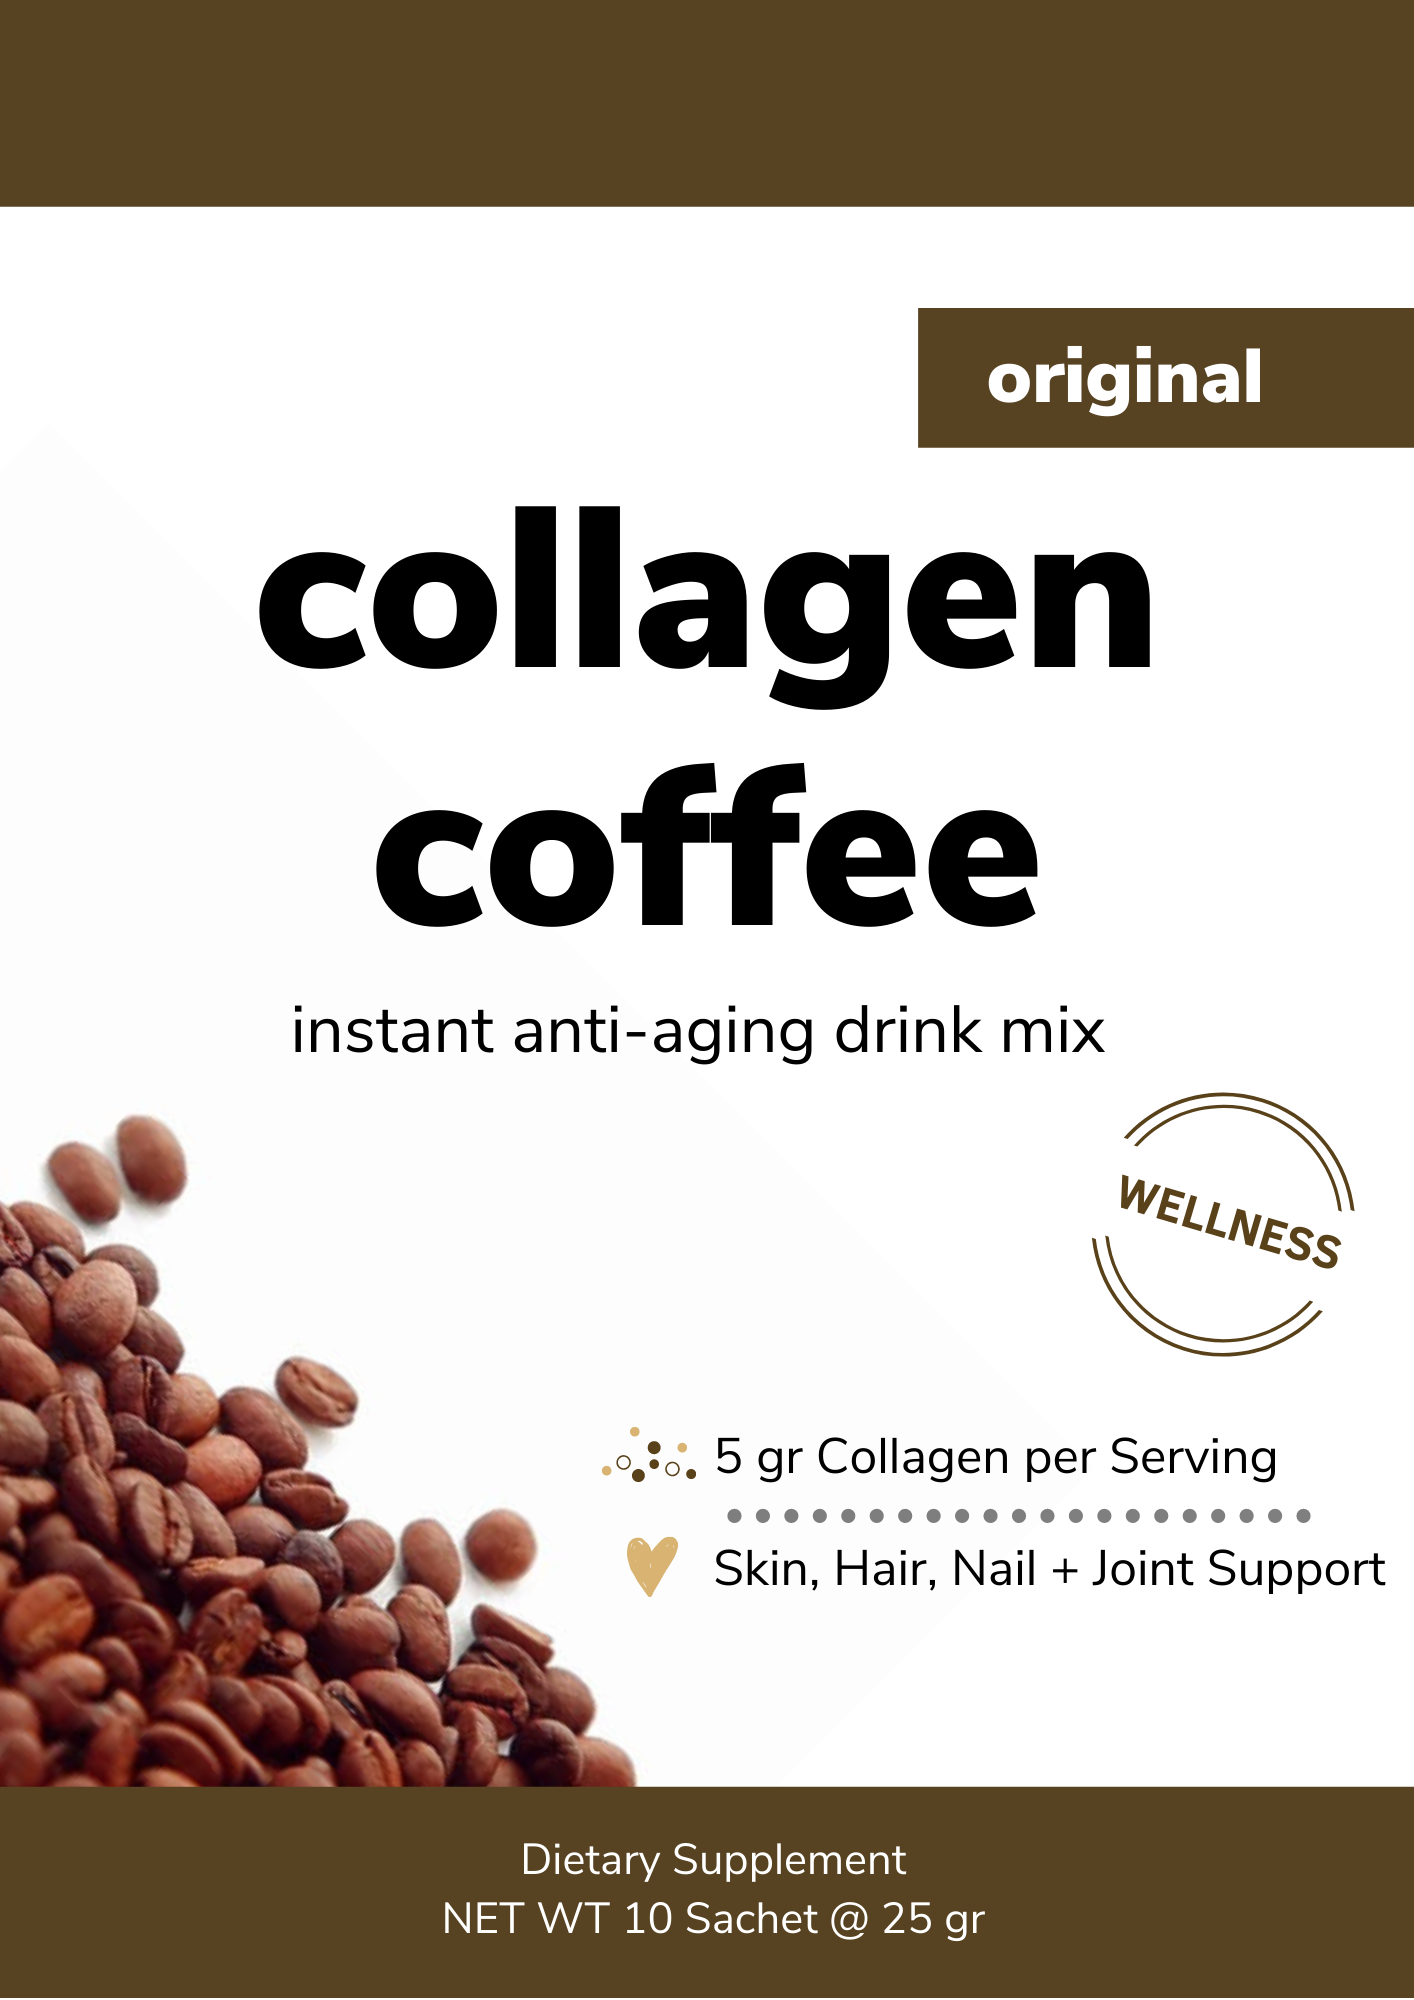 original
collagen
coffee
instant anti-aging drink mix
WELLNESS
5 gr Collagen per Serving
Skin, Hair, Nail + Joint Support
Dietary Supplement
NET WT 10 Sachet @ 25 gr